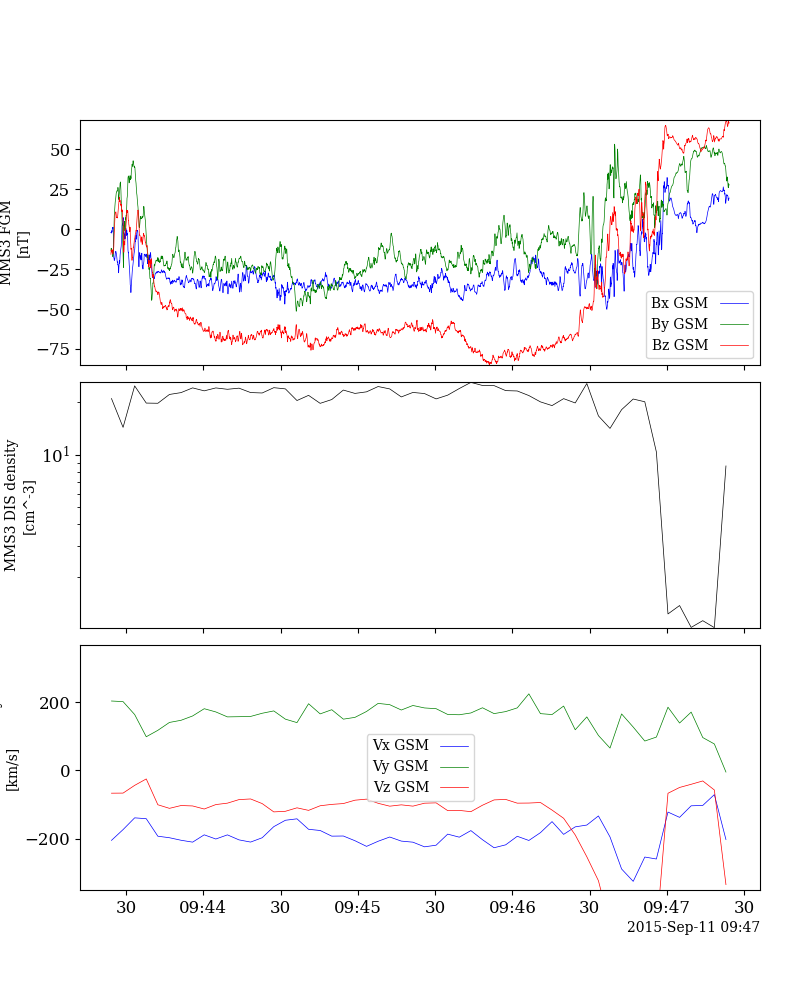 MMS3 FGM
[nT]
50
25
0
−25
−50
−75
Bx GSM
By GSM
Bz GSM
MMS3 DIS density
[cm^-3]
10^1
[km/s]
200
0
−200
Vx GSM
Vy GSM
Vz GSM
30 09:44 30 09:45 30 09:46 30 09:47 30
2015-Sep-11 09:47